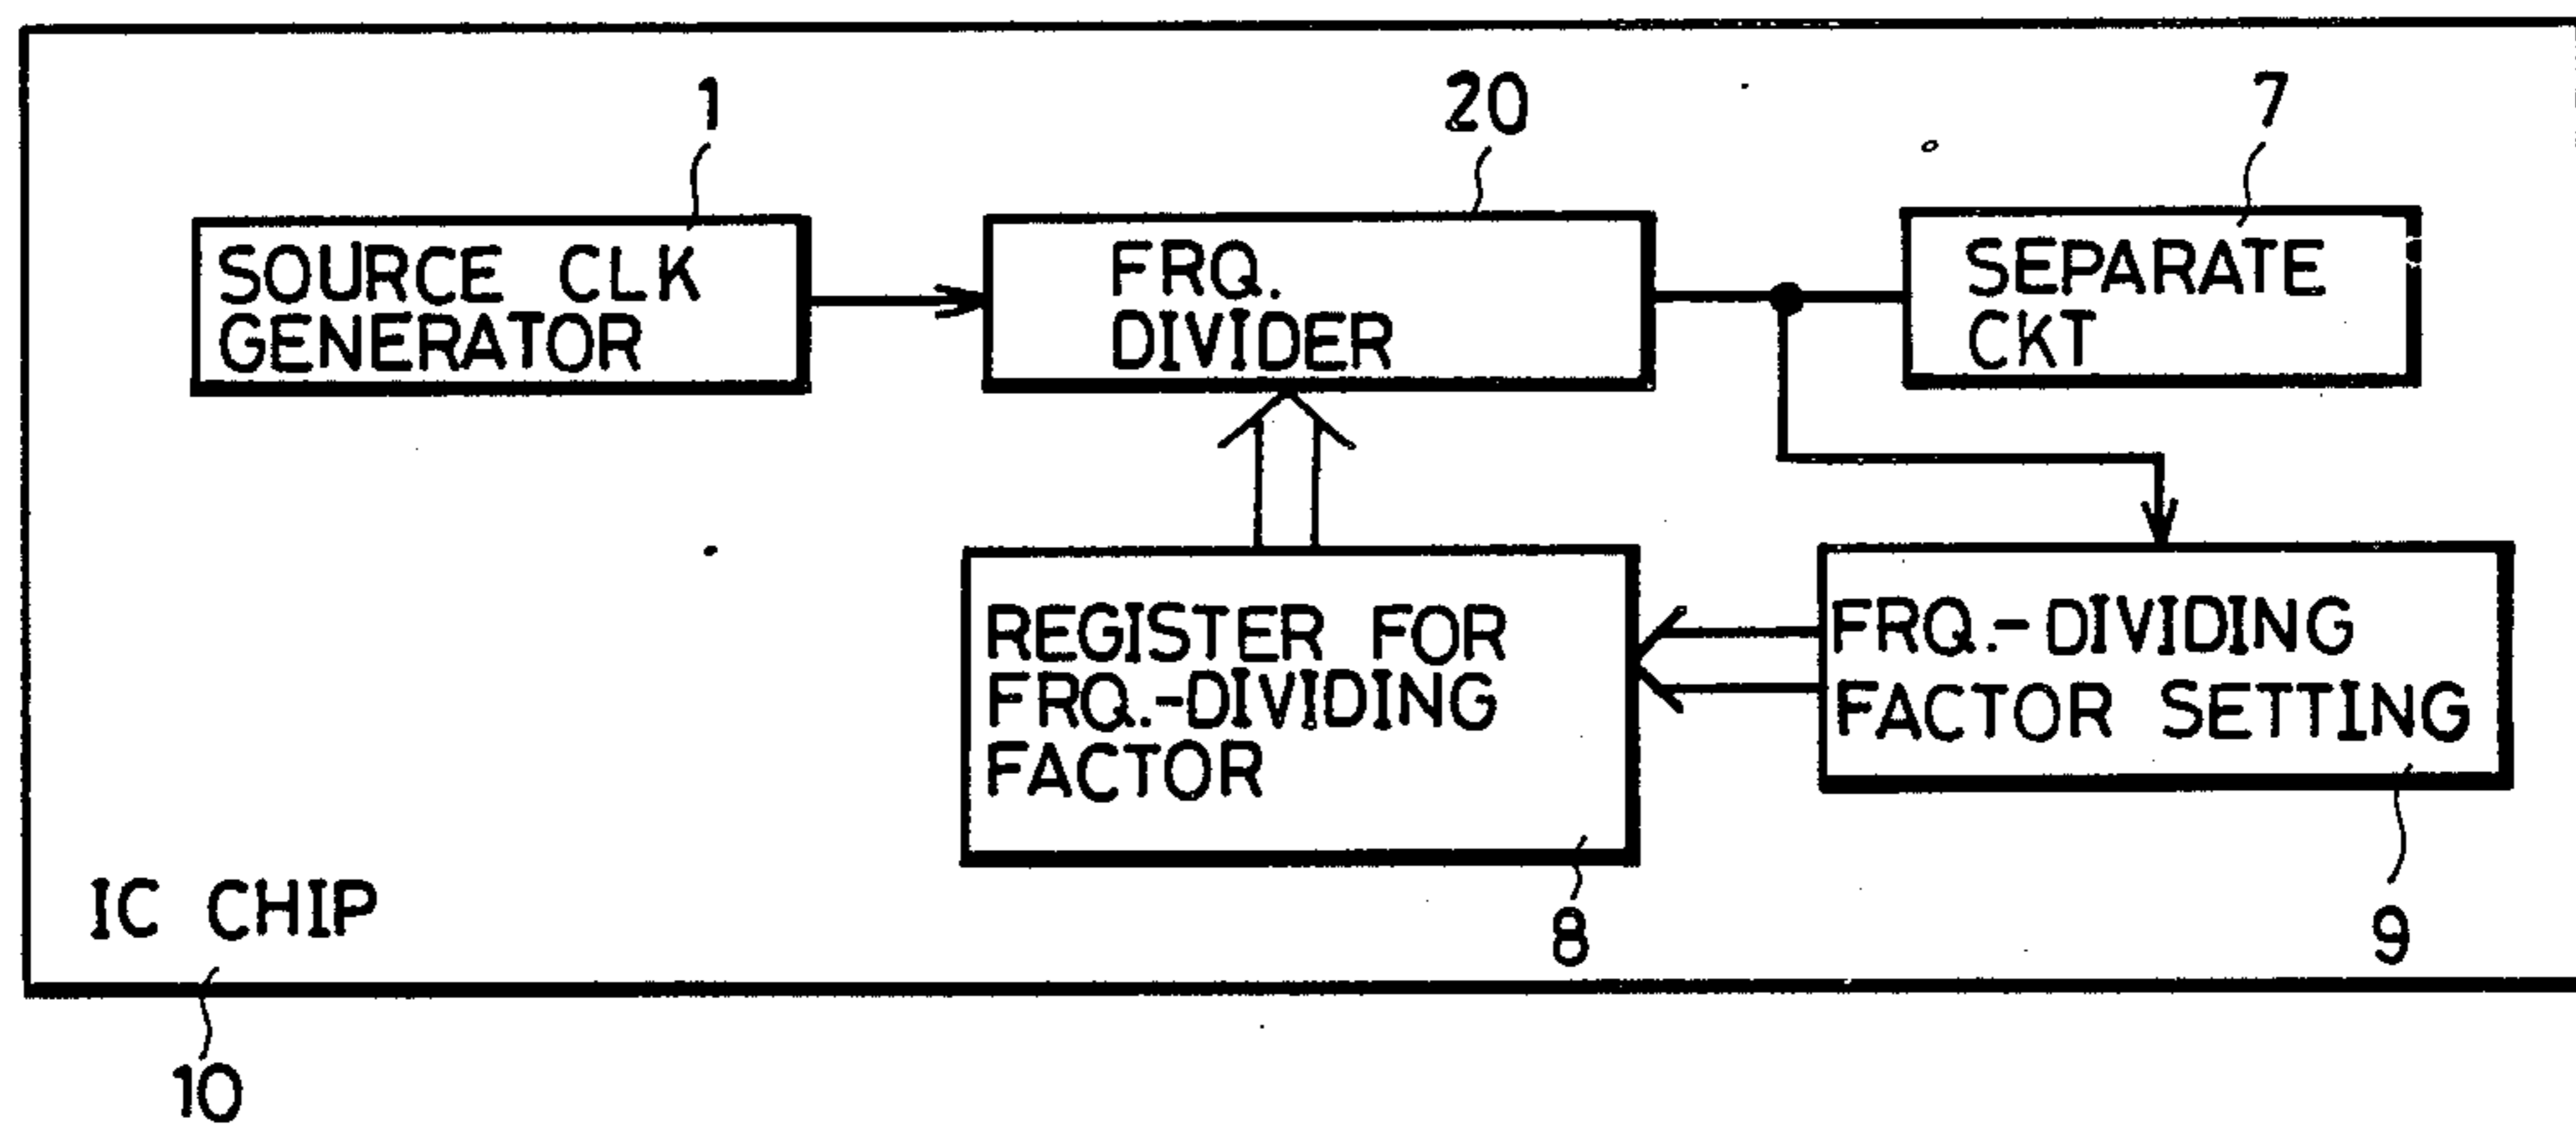 1
20
7
SOURCE CLK
GENERATOR
FRQ.
DIVIDER
SEPARATE
CKT
REGISTER FOR
FRQ.-DIVIDING
FACTOR
FRQ.-DIVIDING
FACTOR SETTING
IC CHIP
8
9
10